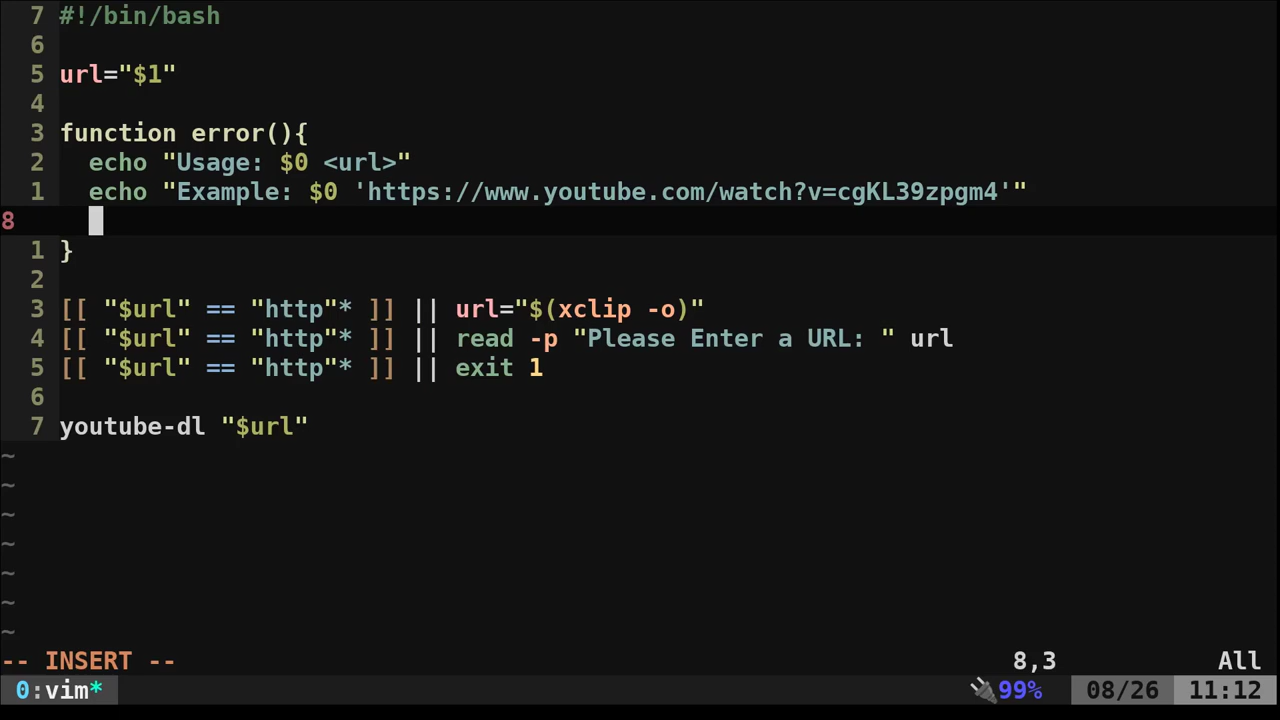 7 #!/bin/bash
6
5 url="$1"
4
3 function error(){
2   echo "Usage: $0 <url>"
1   echo "Example: $0 'https://www.youtube.com/watch?v=cgKL39zpgm4'"
8
1 }
2
3 [[ "$url" == "http"* ]] || url="$(xclip -o)"
4 [[ "$url" == "http"* ]] || read -p "Please Enter a URL: " url
5 [[ "$url" == "http"* ]] || exit 1
6
7 youtube-dl "$url"
~
~
~
~
~
~
~
-- INSERT -- 8,3 All
0:vim* 99% 08/26 11:12